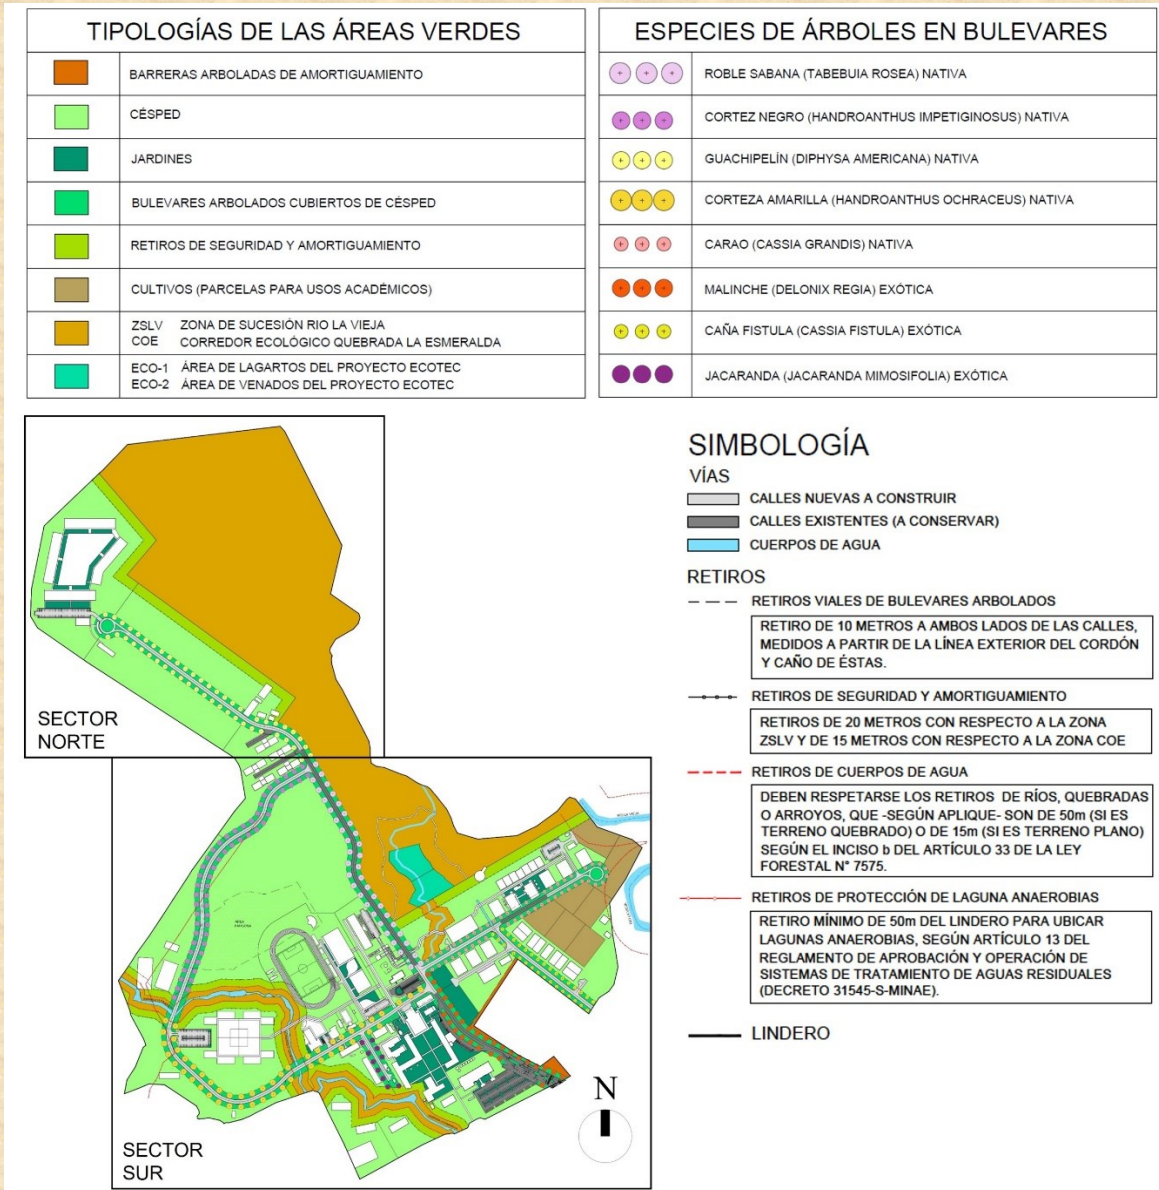 TIPOLOGÍAS DE LAS ÁREAS VERDES
BARRERAS ARBOLADAS DE AMORTIGUAMIENTO
CÉSPED
JARDINES
BULEVARES ARBOLADOS CUBIERTOS DE CÉSPED
RETIROS DE SEGURIDAD Y AMORTIGUAMIENTO
CULTIVOS (PARCELAS PARA USOS ACADÉMICOS)
ZSLV ZONA DE SUCESIÓN RIO LA VIEJA
COE CORREDOR ECOLÓGICO QUEBRADA LA ESMERALDA
ECO-1 ÁREA DE LAGARTOS DEL PROYECTO ECOTEC
ECO-2 ÁREA DE VENADOS DEL PROYECTO ECOTEC
ESPECIES DE ÁRBOLES EN BULEVARES
ROBLE SABANA (TABEBUIA ROSEA) NATIVA
CORTEZ NEGRO (HANDROANTHUS IMPETIGINOSUS) NATIVA
GUACHIPELÍN (DIPHYSA AMERICANA) NATIVA
CORTEZA AMARILLA (HANDROANTHUS OCHRACEUS) NATIVA
CARAO (CASSIA GRANDIS) NATIVA
MALINCHE (DELONIX REGIA) EXÓTICA
CAÑA FISTULA (CASSIA FISTULA) EXÓTICA
JACARANDA (JACARANDA MIMOSIFOLIA) EXÓTICA
SECTOR
NORTE
SECTOR
SUR
N
SIMBOLOGÍA
VÍAS
CALLES NUEVAS A CONSTRUIR
CALLES EXISTENTES (A CONSERVAR)
CUERPOS DE AGUA
RETIROS
RETIROS VIALES DE BULEVARES ARBOLADOS
RETIRO DE 10 METROS A AMBOS LADOS DE LAS CALLES,
MEDIDOS A PARTIR DE LA LÍNEA EXTERIOR DEL CORDÓN
Y CAÑO DE ÉSTAS.
RETIROS DE SEGURIDAD Y AMORTIGUAMIENTO
RETIROS DE 20 METROS CON RESPECTO A LA ZONA
ZSLV Y DE 15 METROS CON RESPECTO A LA ZONA COE
RETIROS DE CUERPOS DE AGUA
DEBEN RESPETARSE LOS RETIROS DE RÍOS, QUEBRADAS
O ARROYOS, QUE -SEGÚN APLIQUE- SON DE 50m (SI ES
TERRENO QUEBRADO) O DE 15m (SI ES TERRENO PLANO)
SEGÚN EL INCISO b DEL ARTÍCULO 33 DE LA LEY
FORESTAL N° 7575.
RETIROS DE PROTECCIÓN DE LAGUNA ANAEROBIAS
RETIRO MÍNIMO DE 50m DEL LINDERO PARA UBICAR
LAGUNAS ANAEROBIAS, SEGÚN ARTÍCULO 13 DEL
REGLAMENTO DE APROBACIÓN Y OPERACIÓN DE
SISTEMAS DE TRATAMIENTO DE AGUAS RESIDUALES
(DECRETO 31545-S-MINAE).
LINDERO